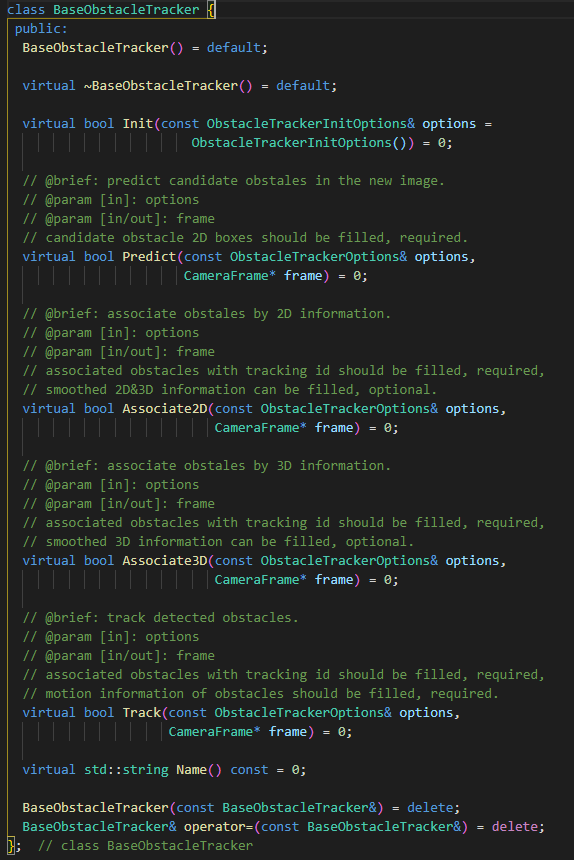 class BaseObstacleTracker {
public:
BaseObstacleTracker() = default;
virtual ~BaseObstacleTracker() = default;
virtual bool Init(const ObstacleTrackerInitOptions& options =
ObstacleTrackerInitOptions()) = 0;
// @brief: predict candidate obstales in the new image.
// @param [in]: options
// @param [in/out]: frame
// candidate obstacle 2D boxes should be filled, required.
virtual bool Predict(const ObstacleTrackerOptions& options,
CameraFrame* frame) = 0;
// @brief: associate obstales by 2D information.
// @param [in]: options
// @param [in/out]: frame
// associated obstacles with tracking id should be filled, required,
// smoothed 2D&3D information can be filled, optional.
virtual bool Associate2D(const ObstacleTrackerOptions& options,
CameraFrame* frame) = 0;
// @brief: associate obstales by 3D information.
// @param [in]: options
// @param [in/out]: frame
// associated obstacles with tracking id should be filled, required,
// smoothed 3D information can be filled, optional.
virtual bool Associate3D(const ObstacleTrackerOptions& options,
CameraFrame* frame) = 0;
// @brief: track detected obstacles.
// @param [in]: options
// @param [in/out]: frame
// associated obstacles with tracking id should be filled, required,
// motion information of obstacles should be filled, required.
virtual bool Track(const ObstacleTrackerOptions& options,
CameraFrame* frame) = 0;
virtual std::string Name() const = 0;
BaseObstacleTracker(const BaseObstacleTracker&) = delete;
BaseObstacleTracker& operator=(const BaseObstacleTracker&) = delete;
};  // class BaseObstacleTracker